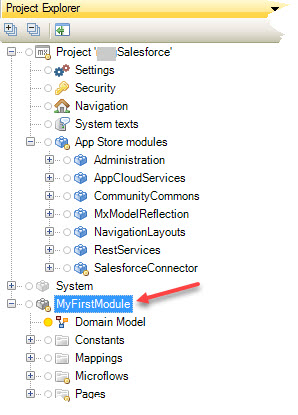 Project Explorer
Project ' Salesforce'
Settings
Security
Navigation
System texts
App Store modules
Administration
AppCloudServices
CommunityCommons
MxModelReflection
NavigationLayouts
RestServices
SalesforceConnector
System
MyFirstModule
Domain Model
Constants
Mappings
Microflows
Pages